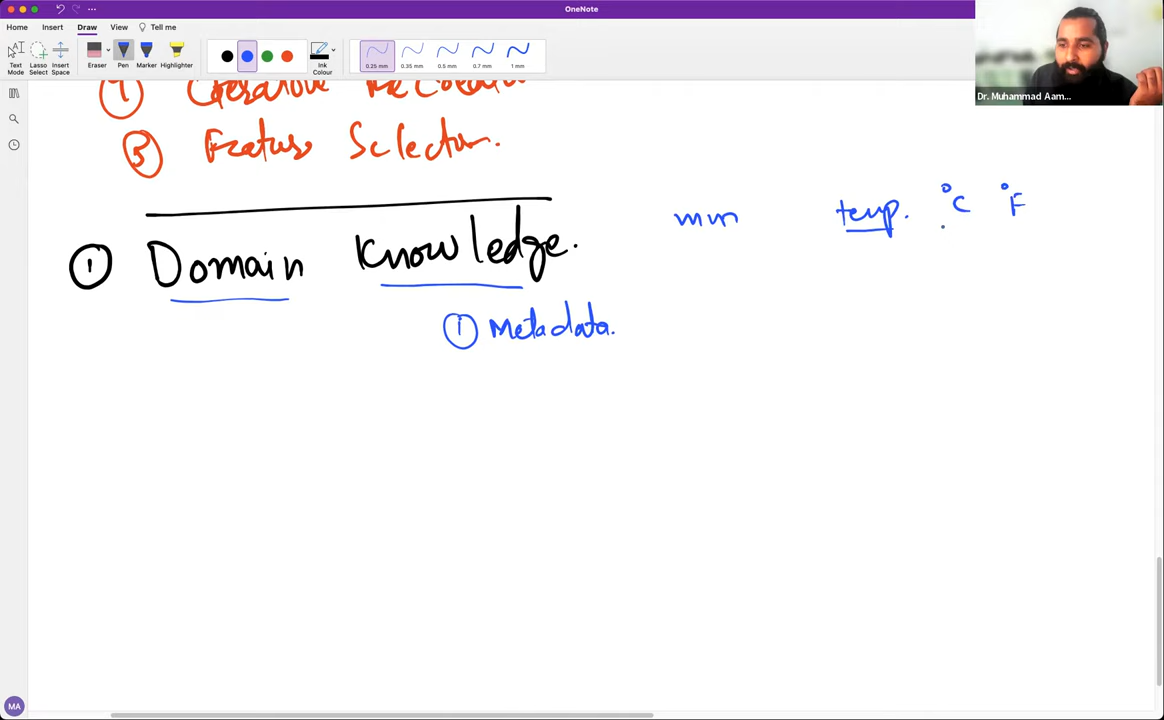 OneNote
Home Insert Draw View Tell me
Text Mode
Lasso Select
Insert Space
Eraser
Pen
Marker
Highlighter
Ink Colour
0.25 mm
0.35 mm
0.5 mm
0.7 mm
1 mm
Dr. Muhammad Aam...
5 Feature Selection.
mm temp. °C °F
1 Domain Knowledge.
1 Metadata.
MA